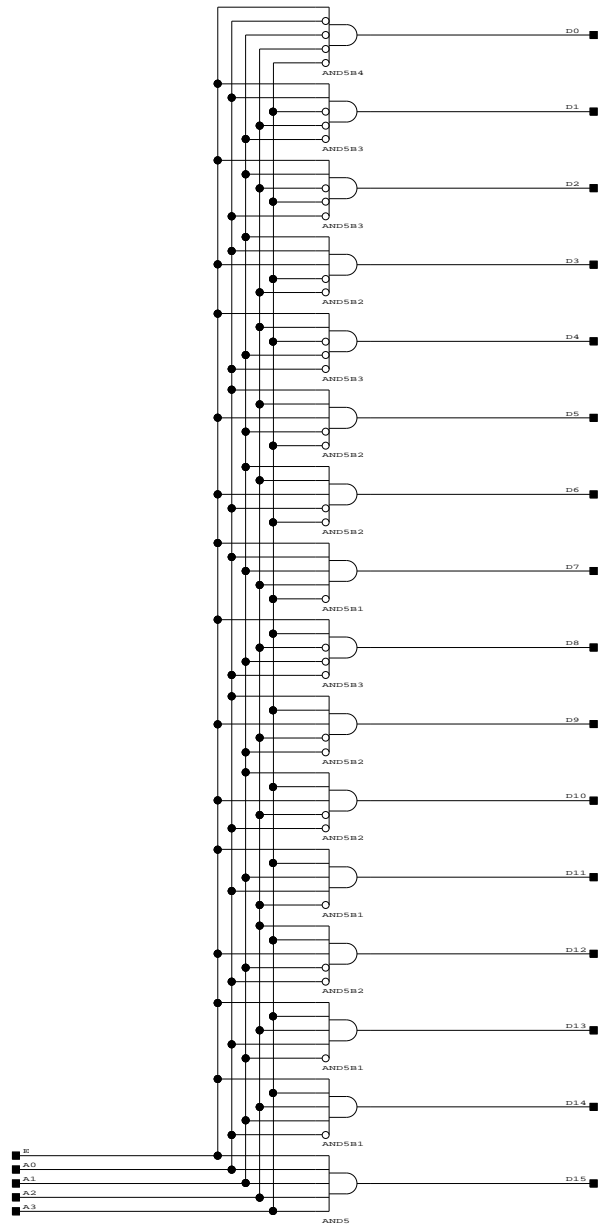 D0
AND5B4
D1
AND5B3
D2
AND5B3
D3
AND5B2
D4
AND5B3
D5
AND5B2
D6
AND5B2
D7
AND5B1
D8
AND5B3
D9
AND5B2
D10
AND5B2
D11
AND5B1
D12
AND5B2
D13
AND5B1
D14
AND5B1
E
A0
A1
D15
A2
A3
AND5